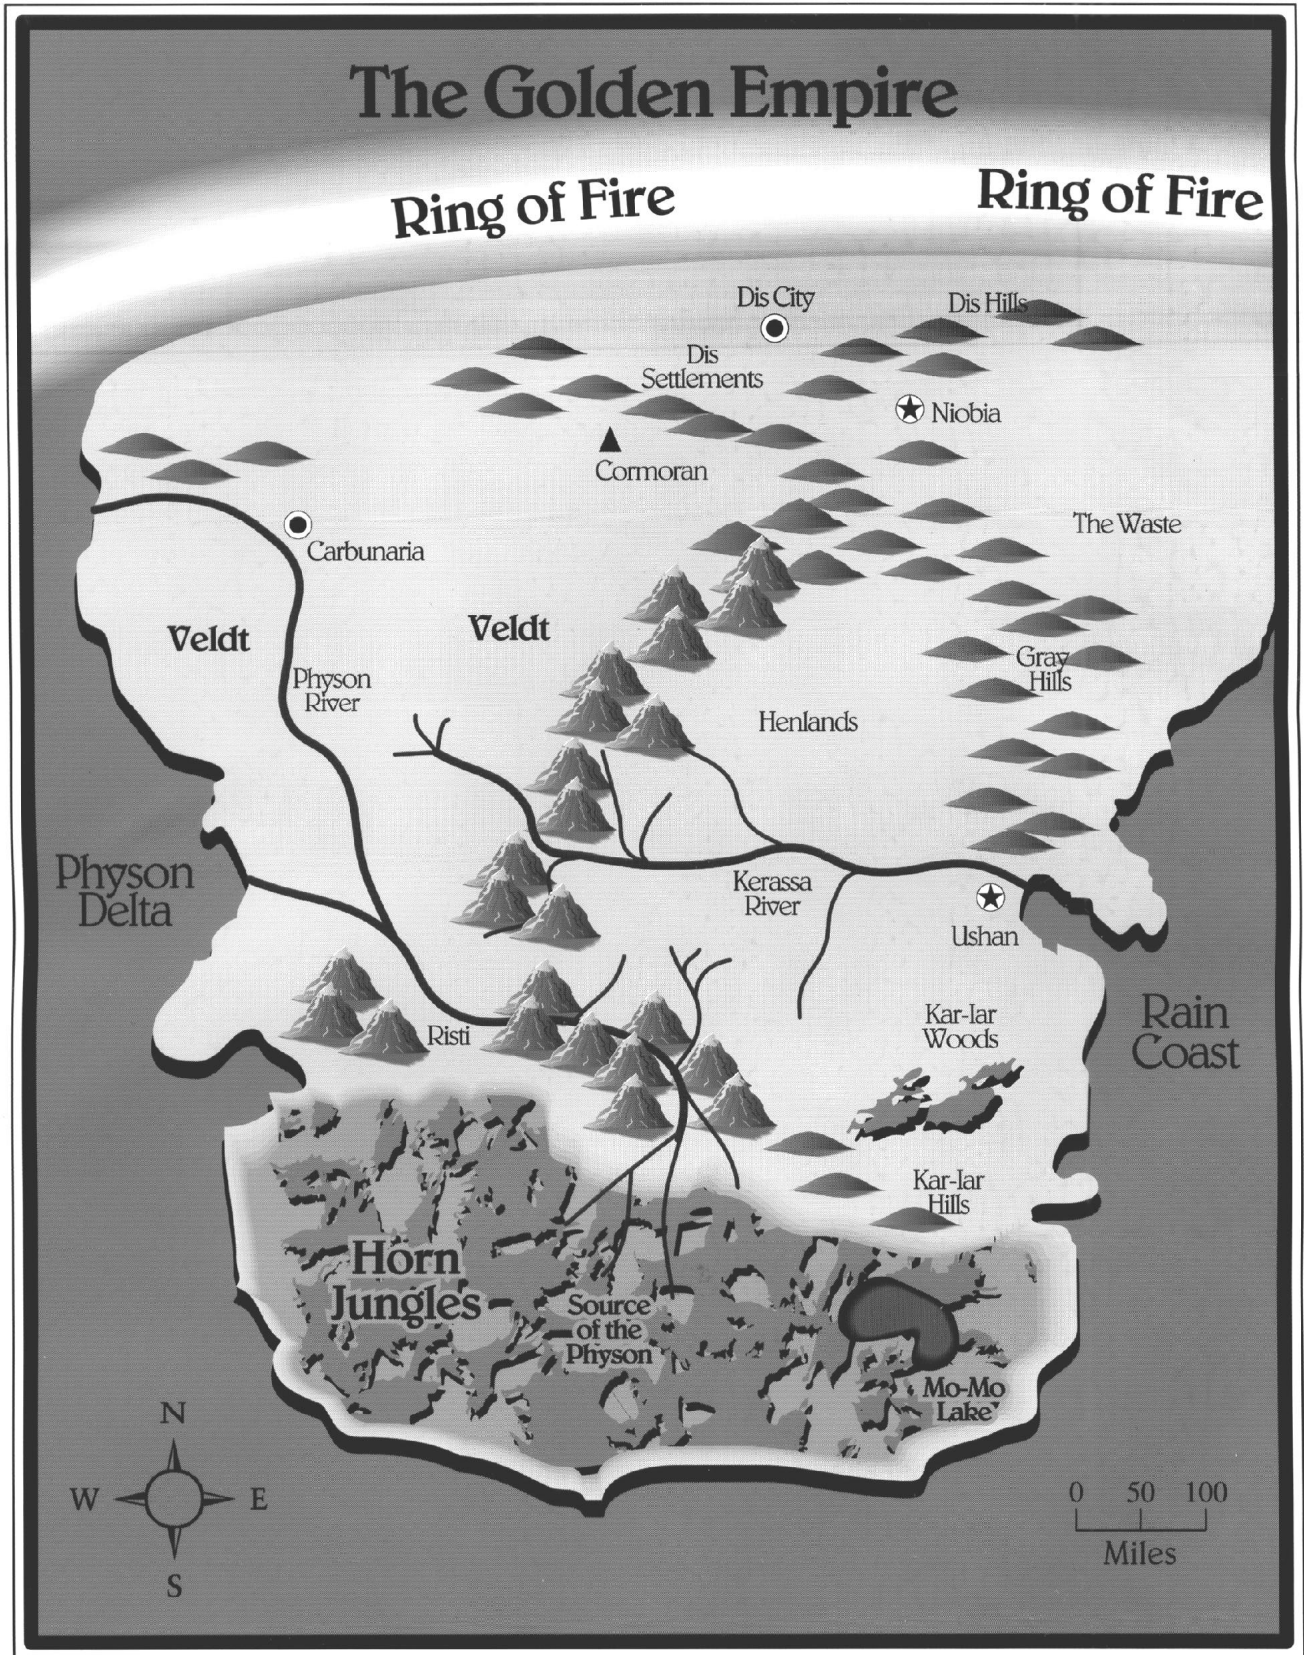 The Golden Empire
Ring of Fire
Ring of Fire
Dis City
Dis Hills
Dis
Settlements
Niobia
Cormoran
The Waste
Carbunaria
Veldt
Veldt
Physon
River
Gray
Hills
Henlands
Physon
Delta
Kerassa
River
Ushan
Risti
Kar-Iar
Woods
Rain
Coast
Kar-Iar
Hills
Horn
Jungles
Source
of the
Physon
Mo-Mo
Lake
N
W
E
S
0 50 100
Miles